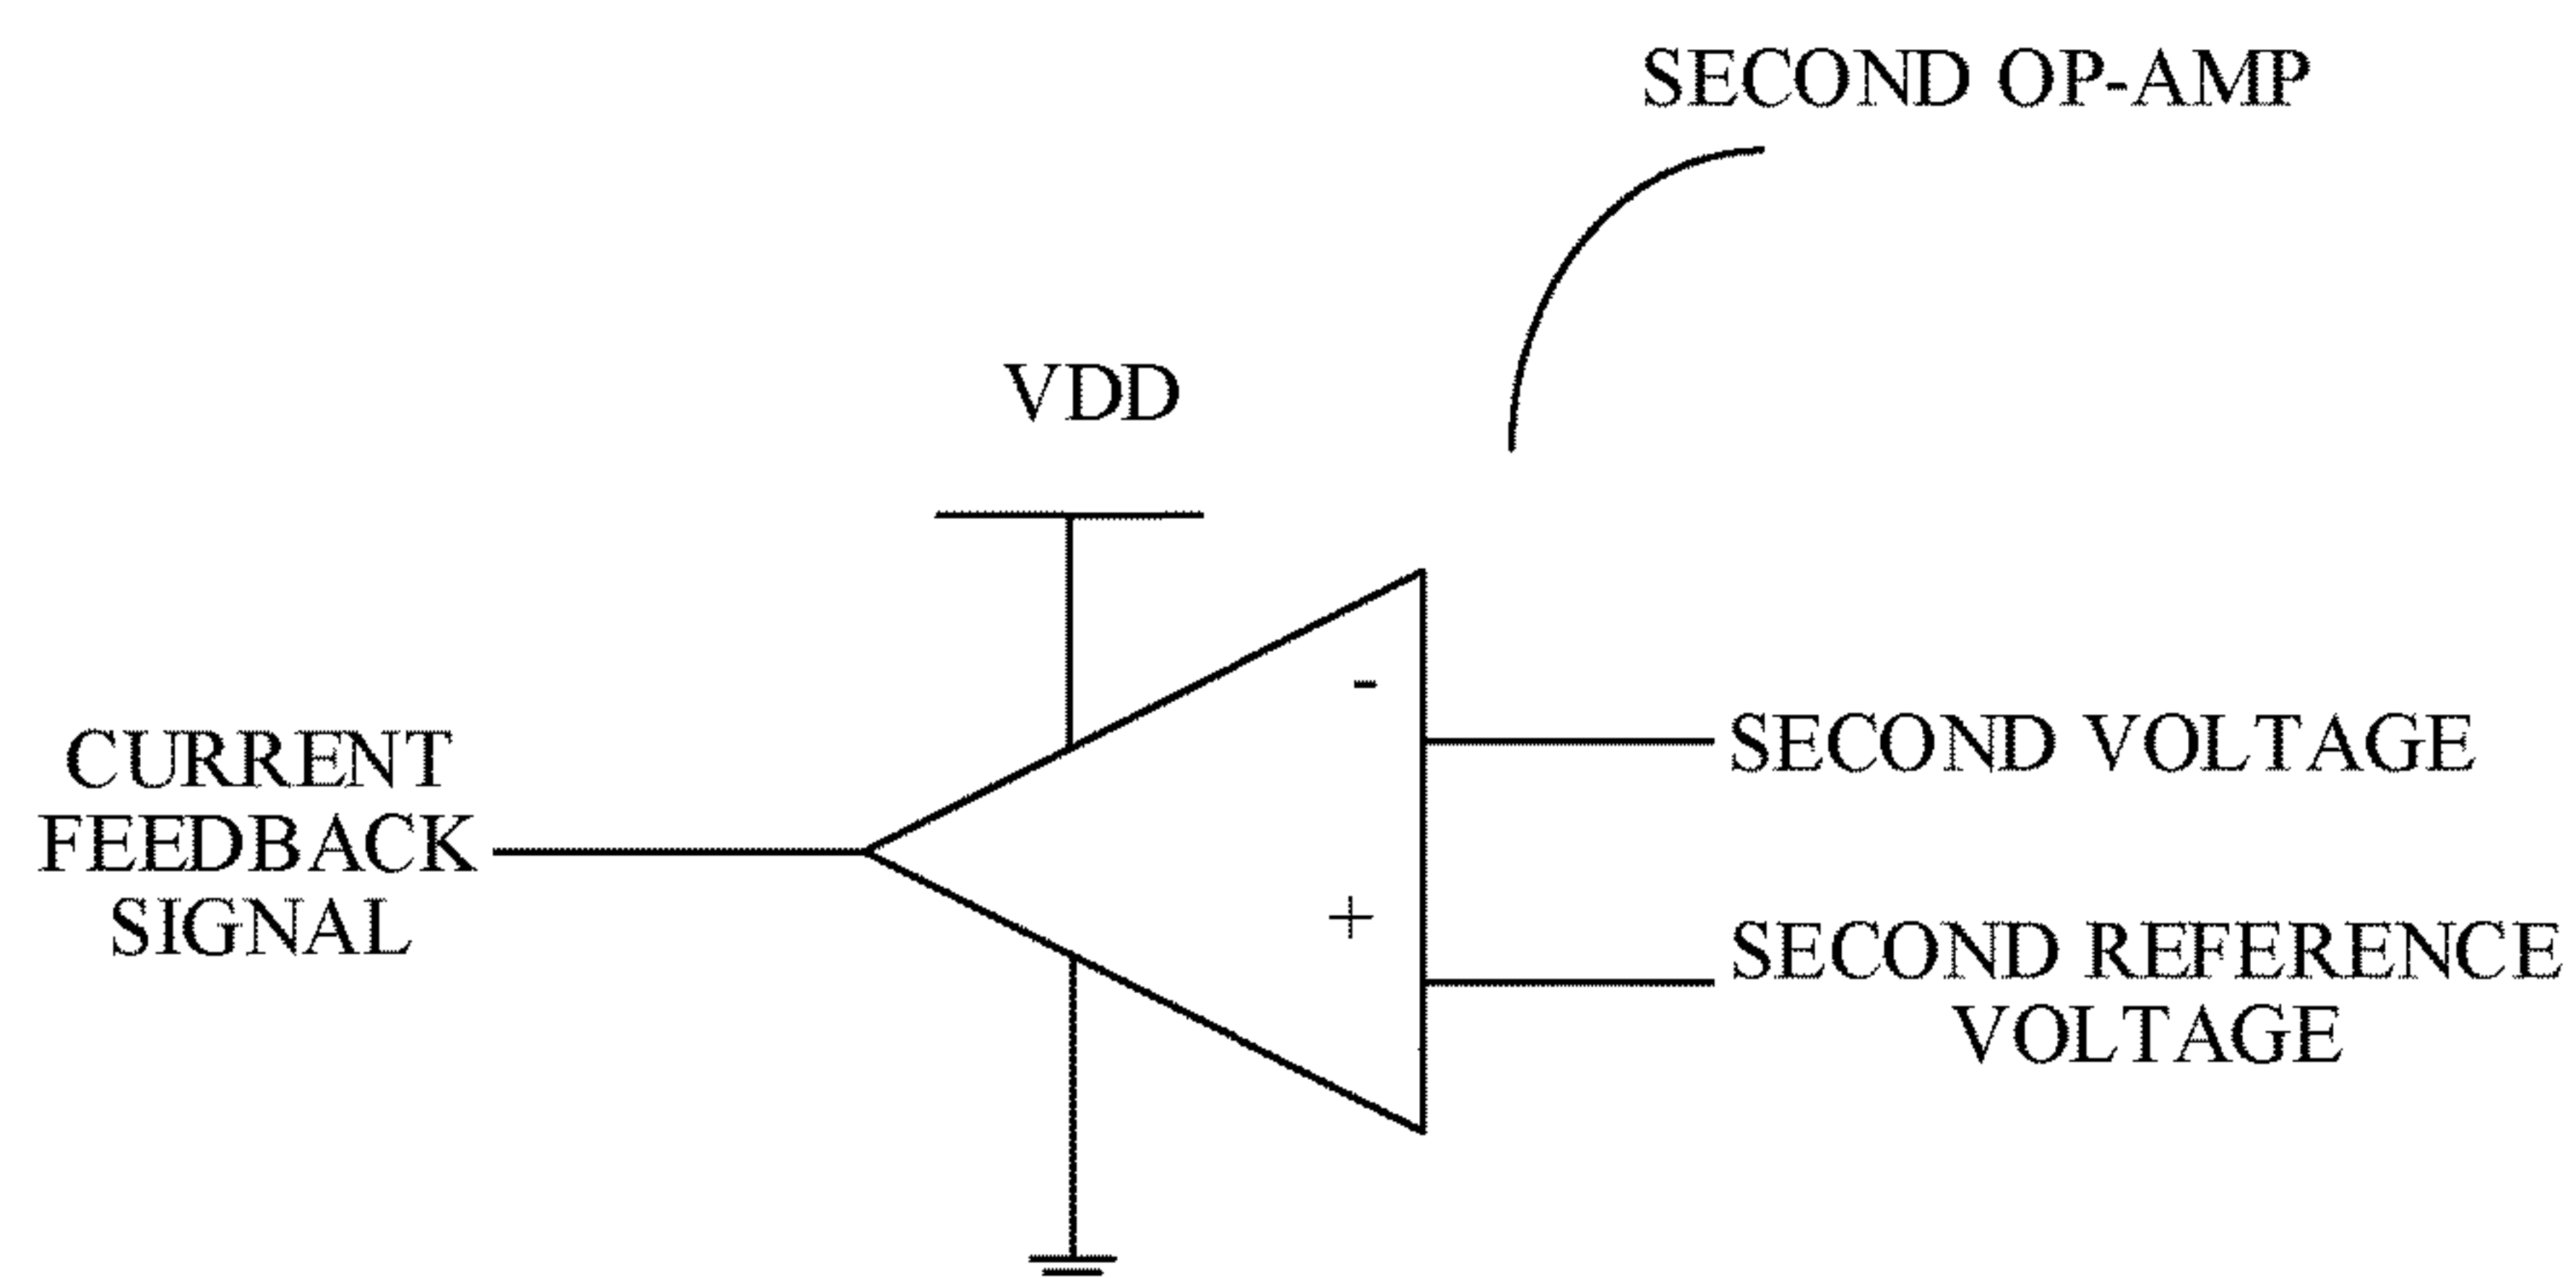 SECOND OP-AMP
VDD
-
SECOND VOLTAGE
CURRENT
FEEDBACK
SIGNAL
+
SECOND REFERENCE
VOLTAGE